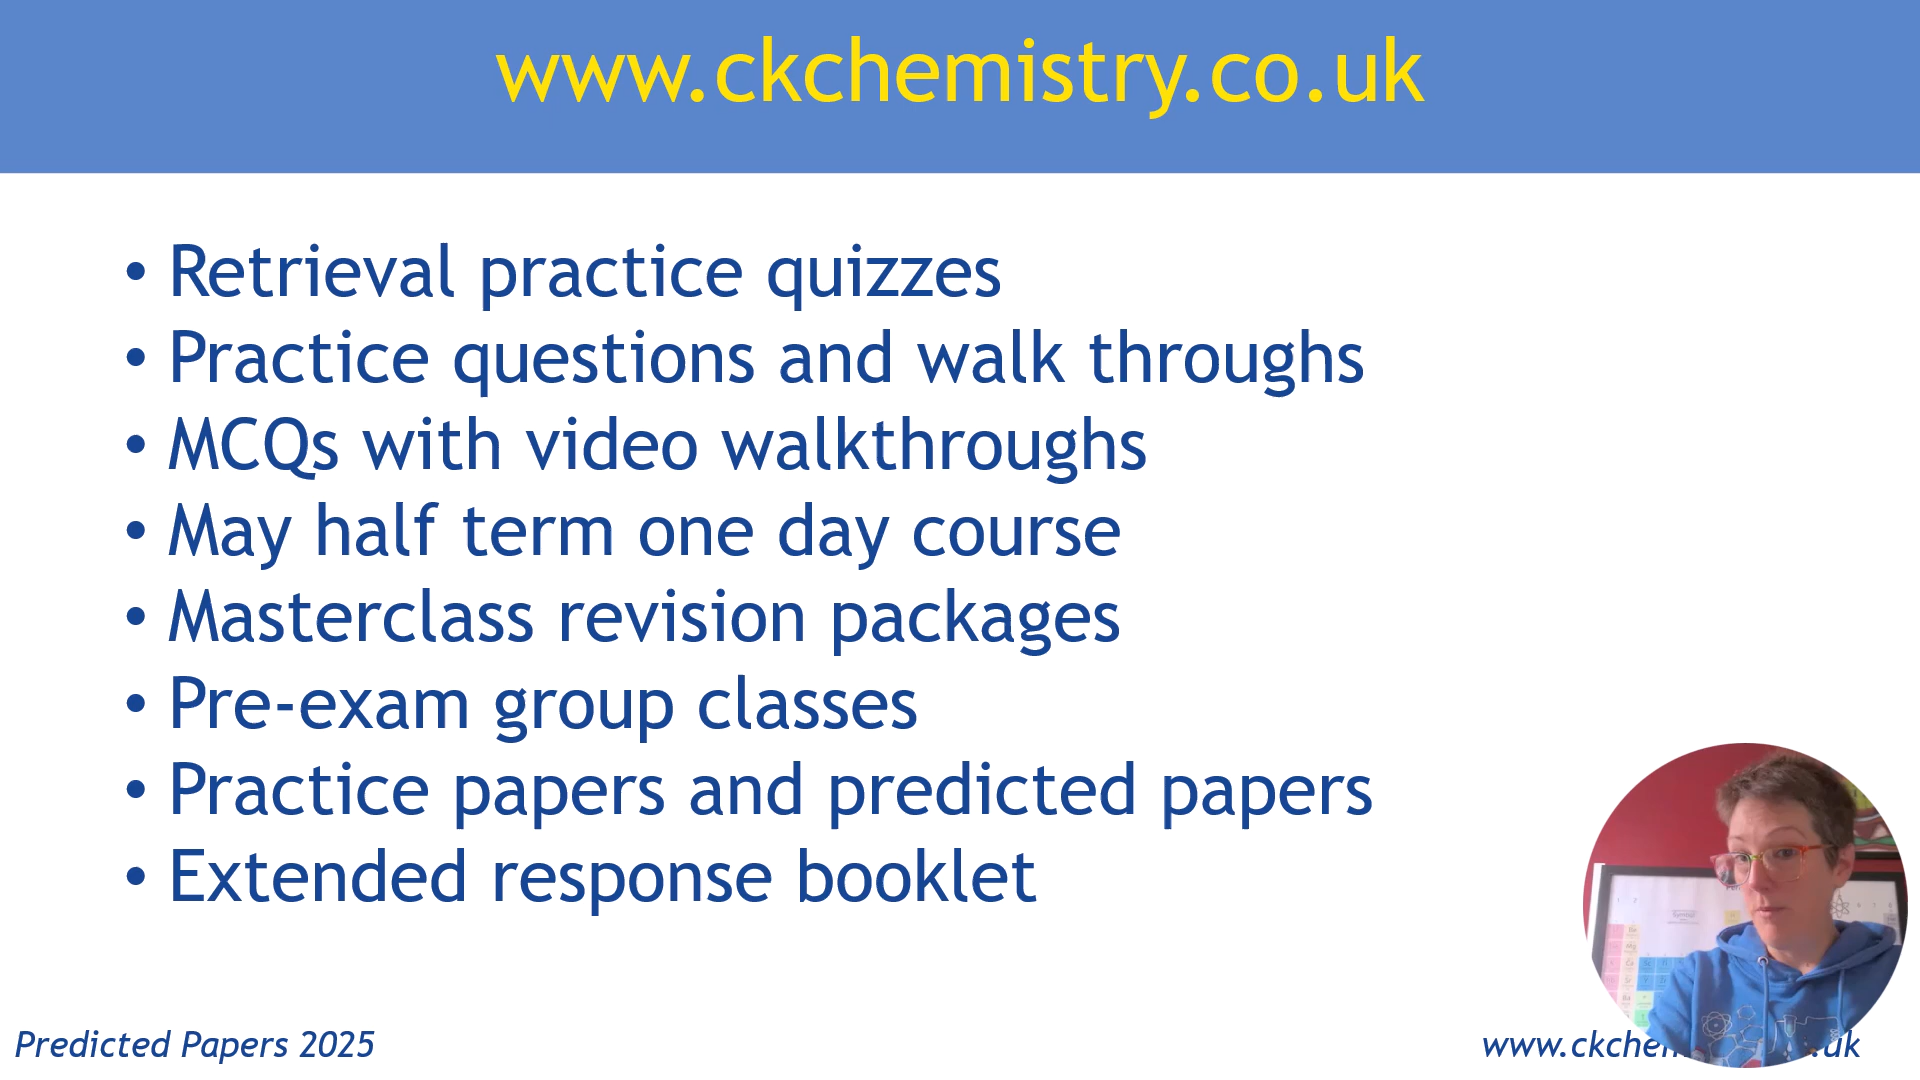 www.ckchemistry.co.uk
• Retrieval practice quizzes
• Practice questions and walk throughs
• MCQs with video walkthroughs
• May half term one day course
• Masterclass revision packages
• Pre-exam group classes
• Practice papers and predicted papers
• Extended response booklet
Predicted Papers 2025